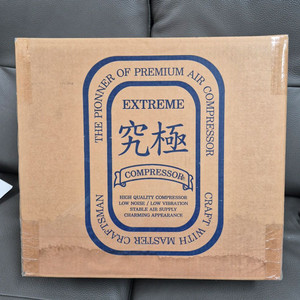 THE PIONNER OF PREMIUM AIR COMPRESSOR
EXTREME
究極
COMPRESSOR
HIGH QUALITY COMPRESSOR
LOW NOISE / LOW VIBRATION
STABLE AIR SUPPLY
CHARMING APPEARANCE
CRAFT WITH MASTER CRAFTSMAN